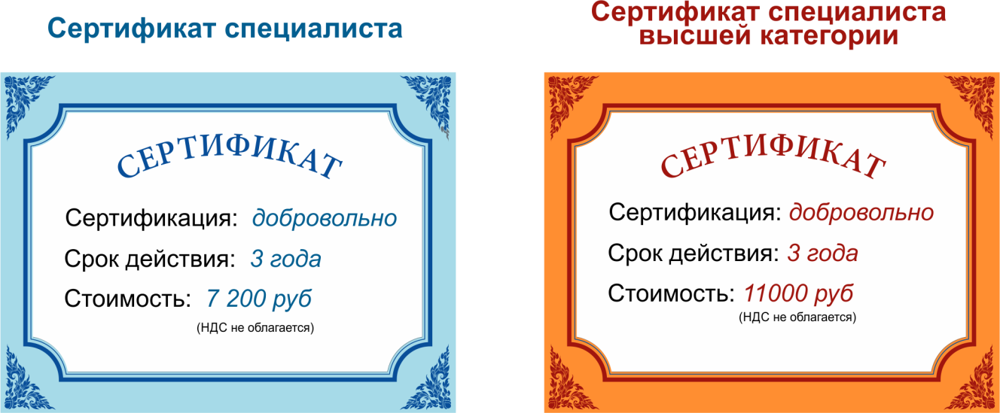 Сертификат специалиста
СЕРТИФИКАТ
Сертификация: добровольно
Срок действия: 3 года
Стоимость: 7 200 руб
(НДС не облагается)
Сертификат специалиста
высшей категории
СЕРТИФИКАТ
Сертификация: добровольно
Срок действия: 3 года
Стоимость: 11000 руб
(НДС не облагается)